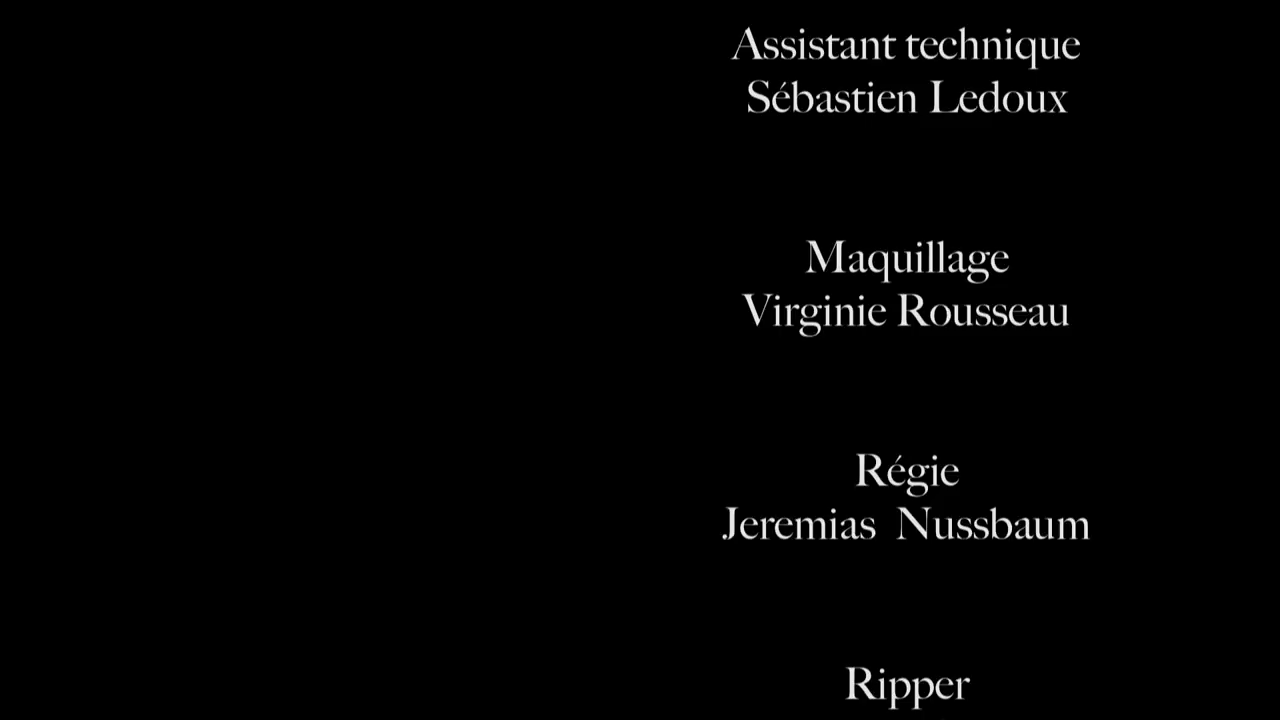 Assistant technique
Sébastien Ledoux
Maquillage
Virginie Rousseau
Régie
Jeremias Nussbaum
Ripper